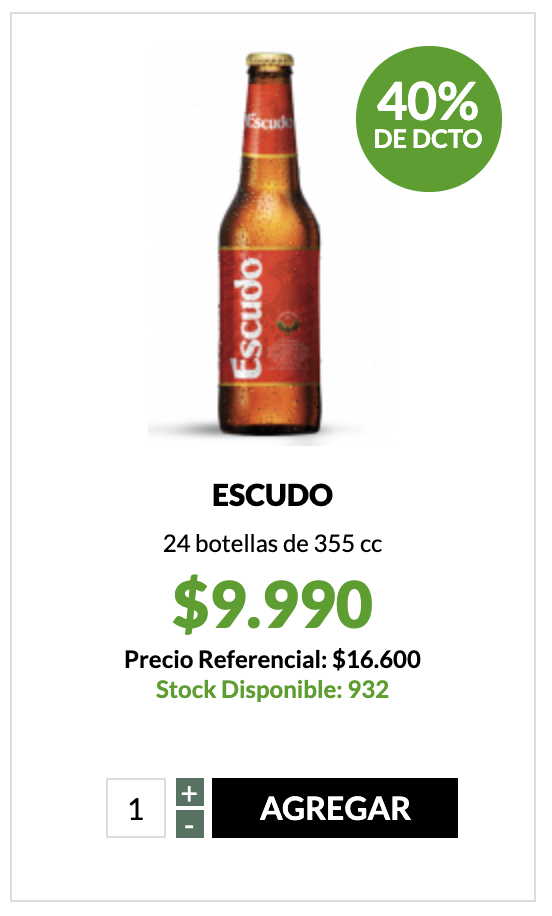 40%
DE DCTO
Escudo
Escudo
ESCUDO
24 botellas de 355 cc
$9.990
Precio Referencial: $16.600
Stock Disponible: 932
1
+
-
AGREGAR